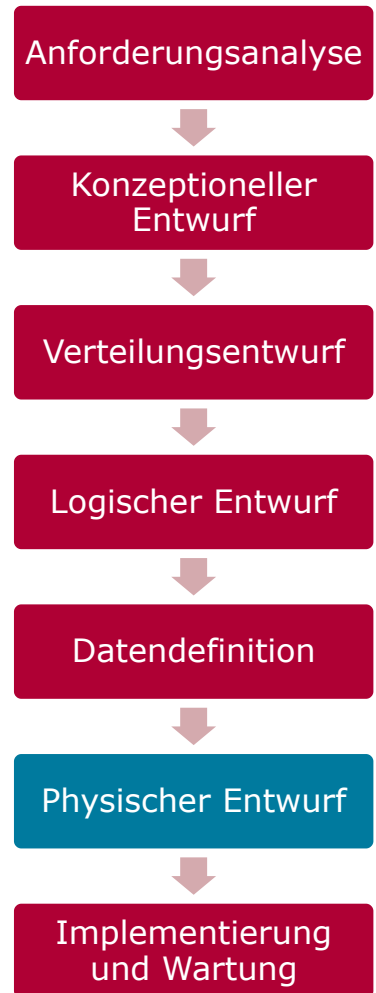 Anforderungsanalyse
Konzeptioneller
Entwurf
Verteilungsentwurf
Logischer Entwurf
Datendefinition
Physischer Entwurf
Implementierung
und Wartung